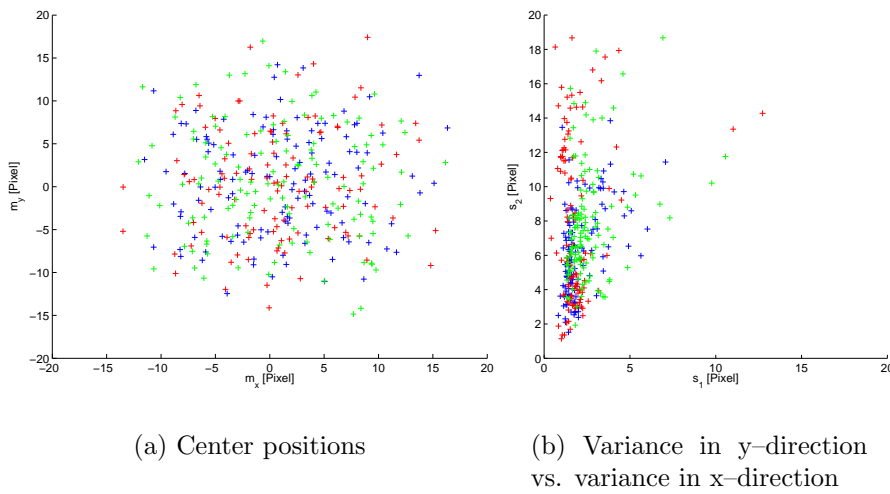 20
15
10
5
0
−5
−10
−15
−20
−20 −15 −10 −5 0 5 10 15 20
m_y [Pixel]
m_x [Pixel]
20
18
16
14
12
10
8
6
4
2
0
0 5 10 15 20
s_2 [Pixel]
s_1 [Pixel]
(a) Center positions
(b) Variance in y–direction
vs. variance in x–direction